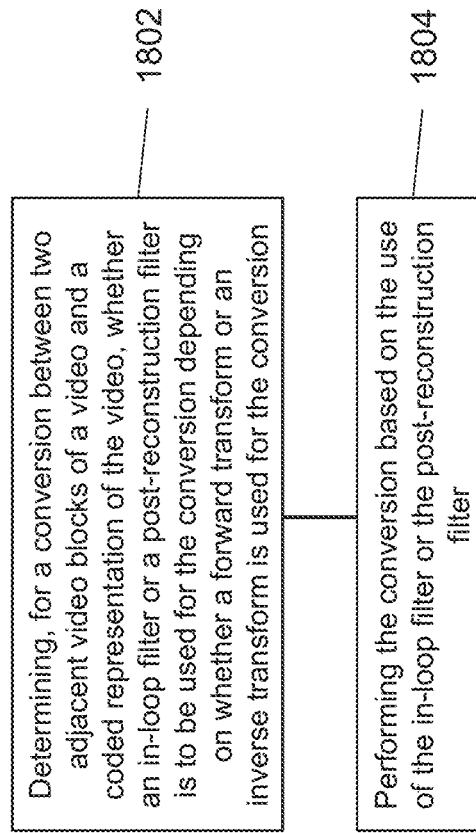 Determining, for a conversion between two
adjacent video blocks of a video and a
coded representation of the video, whether
an in-loop filter or a post-reconstruction filter
is to be used for the conversion depending
on whether a forward transform or an
inverse transform is used for the conversion
1802
Performing the conversion based on the use
of the in-loop filter or the post-reconstruction
filter
1804